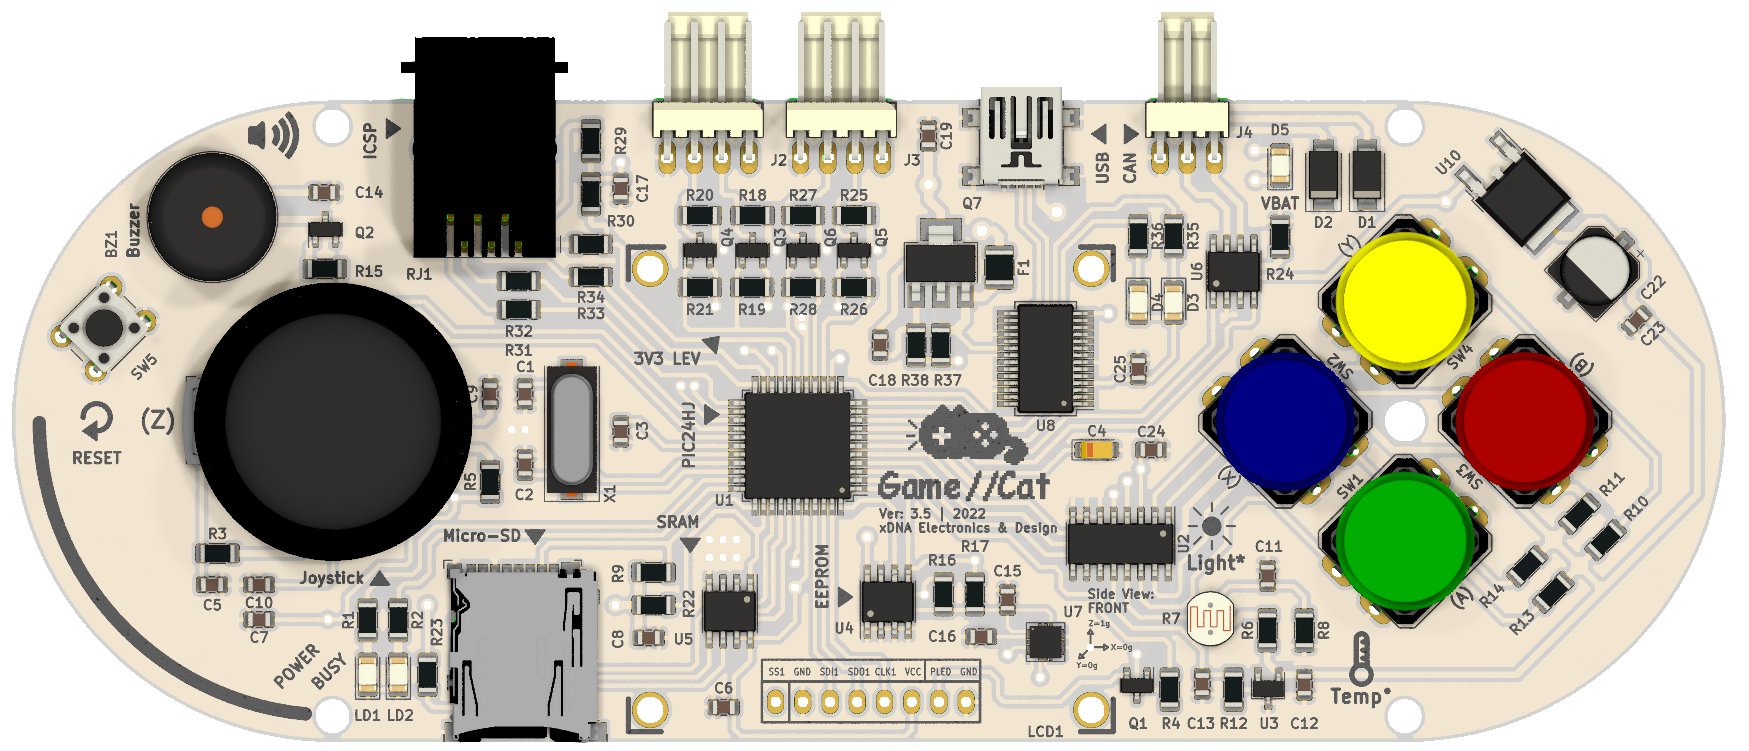 ICSP
RJ1
R29
C17
R30
R34
R33
R32
R31
J2
J3
C19
Q7
USB
CAN
J4
D5
VBAT
D2
D1
U10
C22
C23
BZ1
Buzzer
C14
Q2
R15
SW5
RESET
(Z)
R20
R18
R27
R25
Q4
Q3
Q6
Q5
R21
R19
R28
R26
3V3 LEV
F1
C18
R38
R37
R36
R35
U6
R24
D4
D3
C25
U8
(Y)
SW4
SW2
(X)
(B)
SW3
SW1
(A)
C9
C1
C3
C2
R5
X1
PIC24HJ
U1
Game//Cat
Ver: 3.5 | 2022
xDNA Electronics & Design
C4
C24
U2
Light*
R11
R10
R14
R13
R3
C5
C10
C7
Joystick
Micro-SD
SRAM
R9
R22
C8
U5
EEPROM
U4
R16
R17
C15
C16
U7
Side View:
FRONT
Z=1g
X=0g
Y=0g
R7
C11
R6
R8
Temp°
R1
R2
R23
POWER
BUSY
LD1
LD2
C6
SS1 GND SDI1 SDO1 CLK1 VCC PLED GND
LCD1
Q1
R4
C13
R12
U3
C12